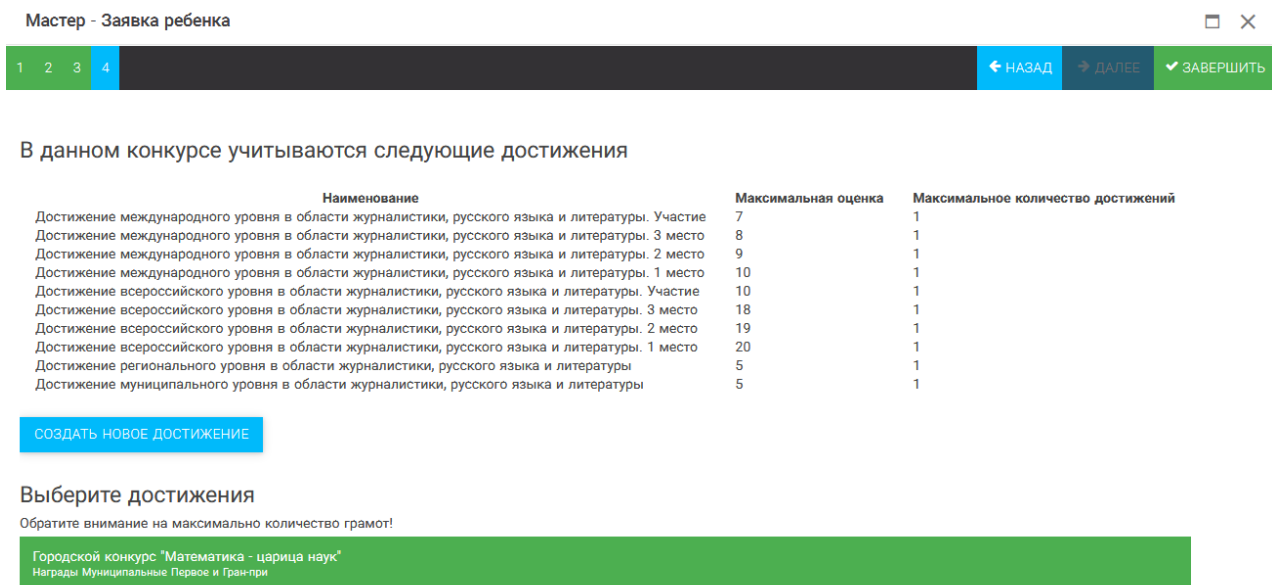 Мастер - Заявка ребенка
1 2 3 4 НАЗАД ДАЛЕЕ ЗАВЕРШИТЬ
В данном конкурсе учитываются следующие достижения
Наименование Максимальная оценка Максимальное количество достижений
Достижение международного уровня в области журналистики, русского языка и литературы. Участие 7 1
Достижение международного уровня в области журналистики, русского языка и литературы. 3 место 8 1
Достижение международного уровня в области журналистики, русского языка и литературы. 2 место 9 1
Достижение международного уровня в области журналистики, русского языка и литературы. 1 место 10 1
Достижение всероссийского уровня в области журналистики, русского языка и литературы. Участие 10 1
Достижение всероссийского уровня в области журналистики, русского языка и литературы. 3 место 18 1
Достижение всероссийского уровня в области журналистики, русского языка и литературы. 2 место 19 1
Достижение всероссийского уровня в области журналистики, русского языка и литературы. 1 место 20 1
Достижение регионального уровня в области журналистики, русского языка и литературы 5 1
Достижение муниципального уровня в области журналистики, русского языка и литературы 5 1
СОЗДАТЬ НОВОЕ ДОСТИЖЕНИЕ
Выберите достижения
Обратите внимание на максимально количество грамот!
Городской конкурс "Математика - царица наук"
Награды Муниципальные Первое и Гран-при